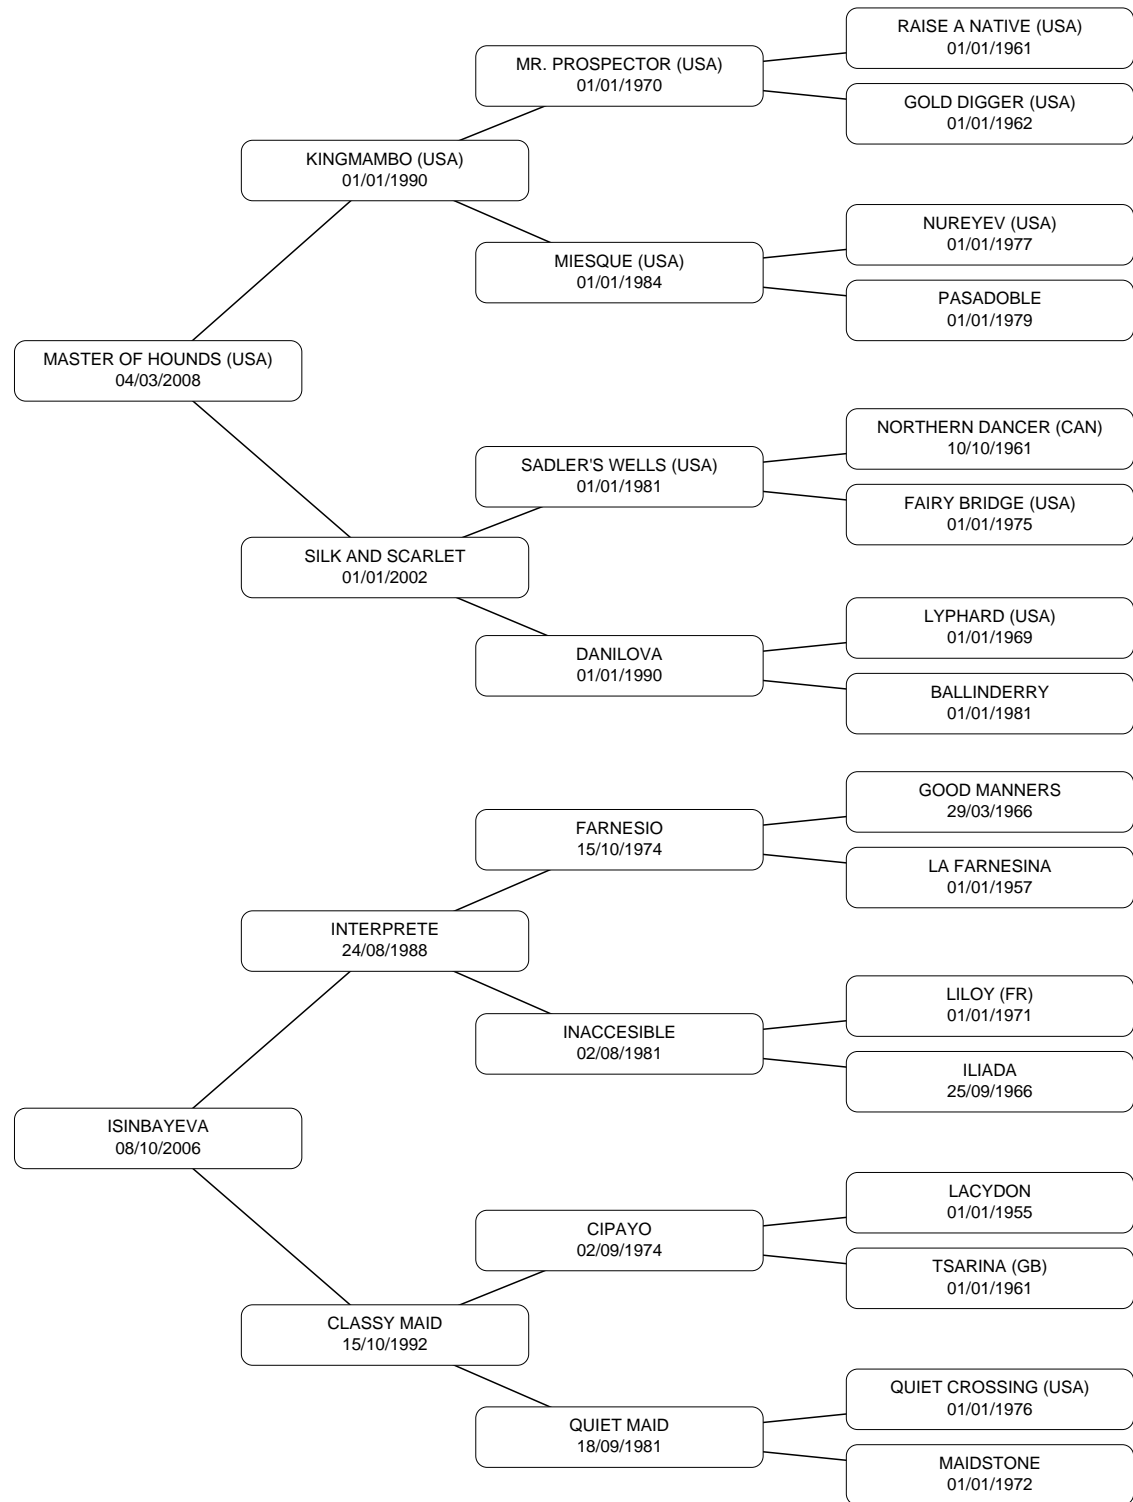 RAISE A NATIVE (USA)
01/01/1961
MR. PROSPECTOR (USA)
01/01/1970
GOLD DIGGER (USA)
01/01/1962
KINGMAMBO (USA)
01/01/1990
NUREYEV (USA)
01/01/1977
MIESQUE (USA)
01/01/1984
PASADOBLE
01/01/1979
MASTER OF HOUNDS (USA)
04/03/2008
NORTHERN DANCER (CAN)
10/10/1961
SADLER'S WELLS (USA)
01/01/1981
FAIRY BRIDGE (USA)
01/01/1975
SILK AND SCARLET
01/01/2002
LYPHARD (USA)
01/01/1969
DANILOVA
01/01/1990
BALLINDERRY
01/01/1981
GOOD MANNERS
29/03/1966
FARNESIO
15/10/1974
LA FARNESINA
01/01/1957
INTERPRETE
24/08/1988
LILOY (FR)
01/01/1971
INACCESIBLE
02/08/1981
ILIADA
25/09/1966
ISINBAYEVA
08/10/2006
LACYDON
01/01/1955
CIPAYO
02/09/1974
TSARINA (GB)
01/01/1961
CLASSY MAID
15/10/1992
QUIET CROSSING (USA)
01/01/1976
QUIET MAID
18/09/1981
MAIDSTONE
01/01/1972